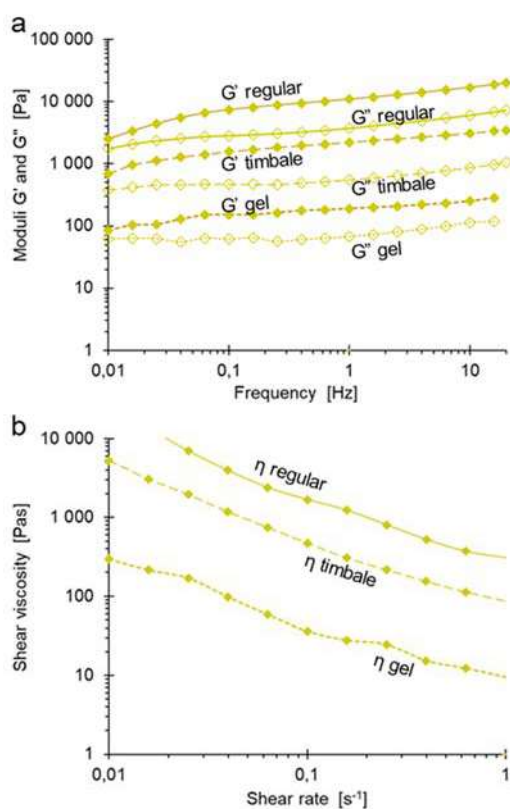 a
100 000
10 000
1 000
100
10
1
Moduli G' and G" [Pa]
G' regular
G" regular
G' timbale
G" timbale
G' gel
G" gel
0,01
0,1
1
10
Frequency [Hz]
b
10 000
1 000
100
10
1
Shear viscosity [Pas]
η regular
η timbale
η gel
0,01
0,1
1
Shear rate [s⁻¹]